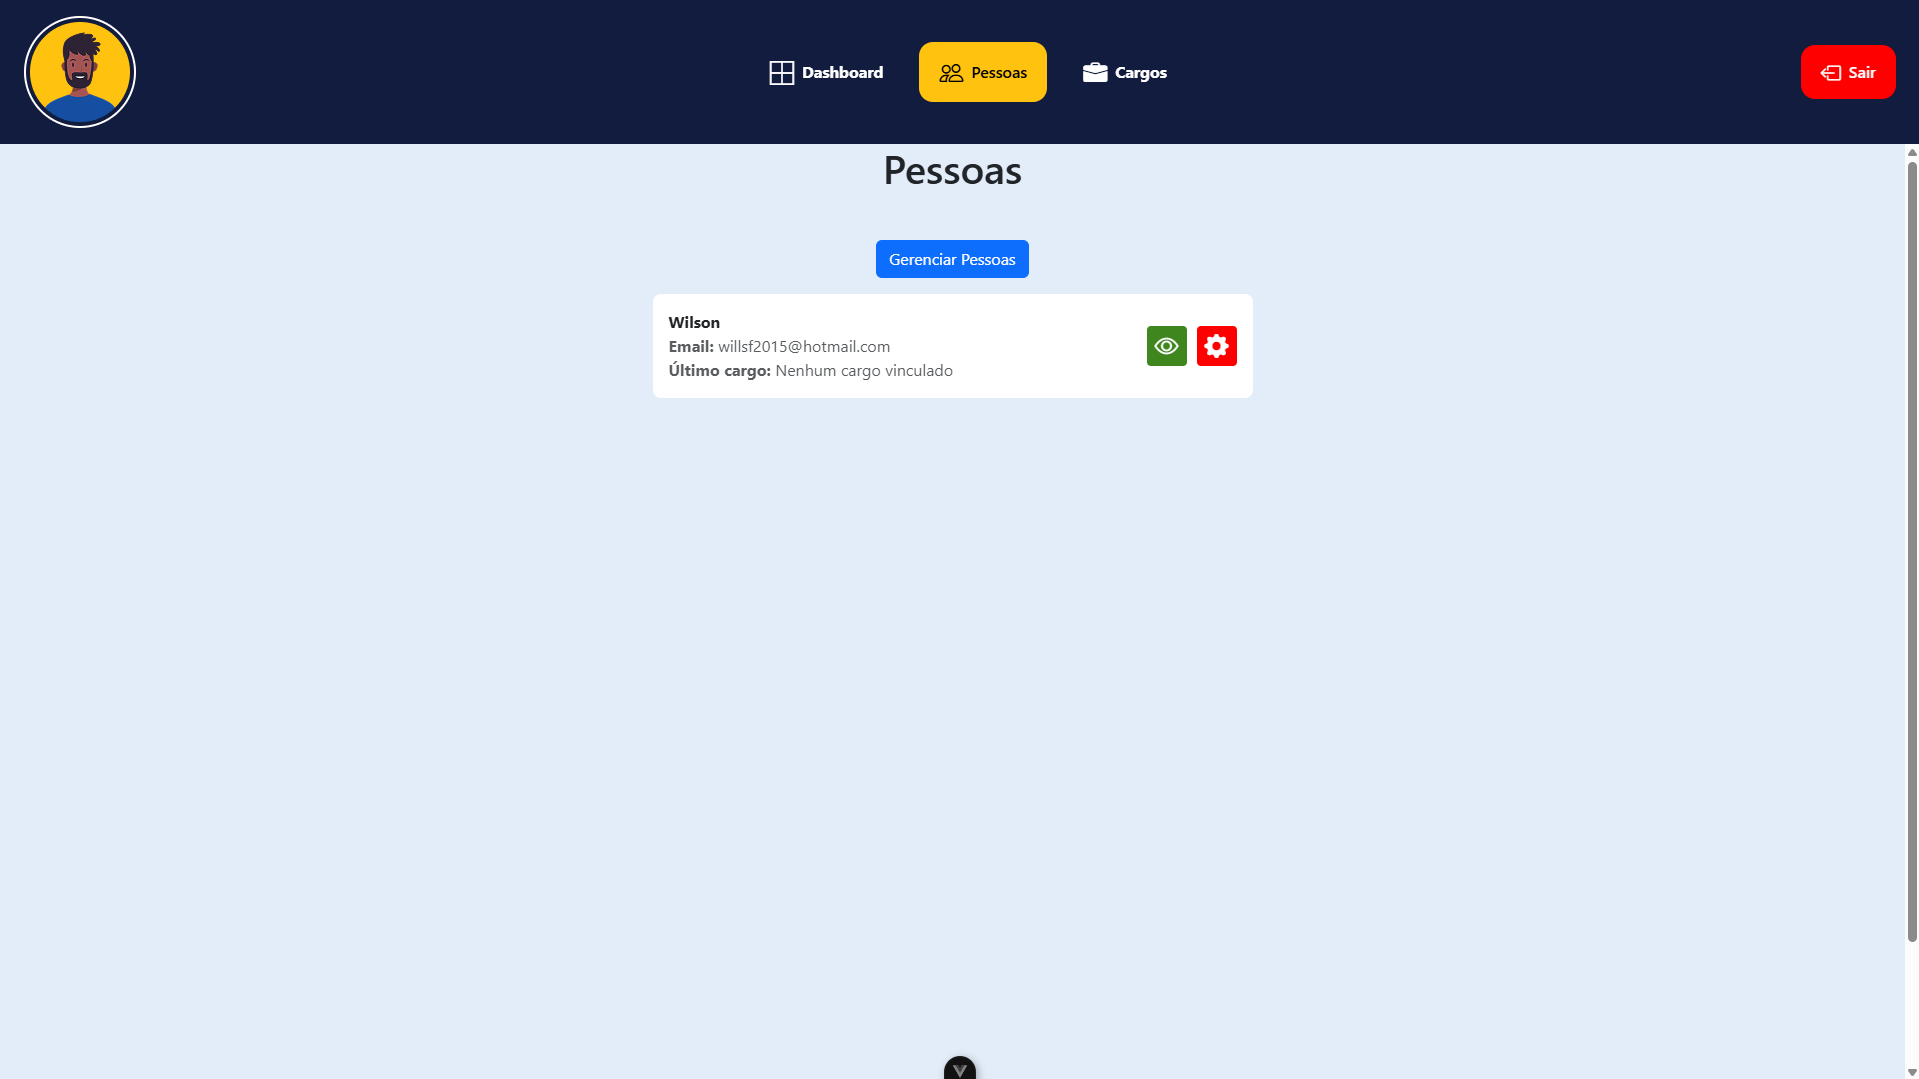 Dashboard
Pessoas
Cargos
Sair
Pessoas
Gerenciar Pessoas
Wilson
Email: willsf2015@hotmail.com
Último cargo: Nenhum cargo vinculado